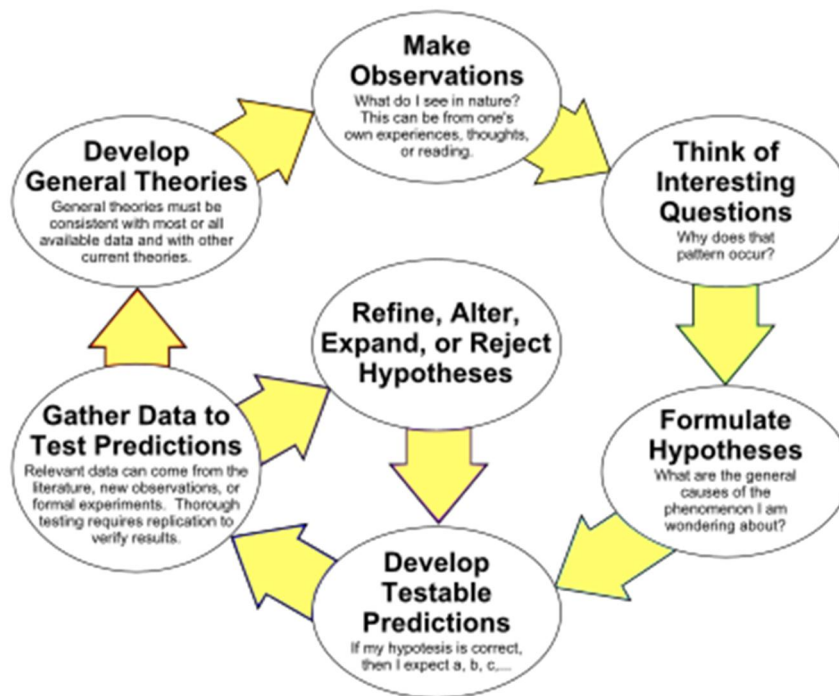 Make
Observations
What do I see in nature?
This can be from one's
own experiences, thoughts,
or reading.
Think of
Interesting
Questions
Why does that
pattern occur?
Formulate
Hypotheses
What are the general
causes of the
phenomenon I am
wondering about?
Develop
Testable
Predictions
If my hypotesis is correct,
then I expect a, b, c,...
Gather Data to
Test Predictions
Relevant data can come from the
literature, new observations, or
formal experiments. Thorough
testing requires replication to
verify results.
Refine, Alter,
Expand, or Reject
Hypotheses
Develop
General Theories
General theories must be
consistent with most or all
available data and with other
current theories.